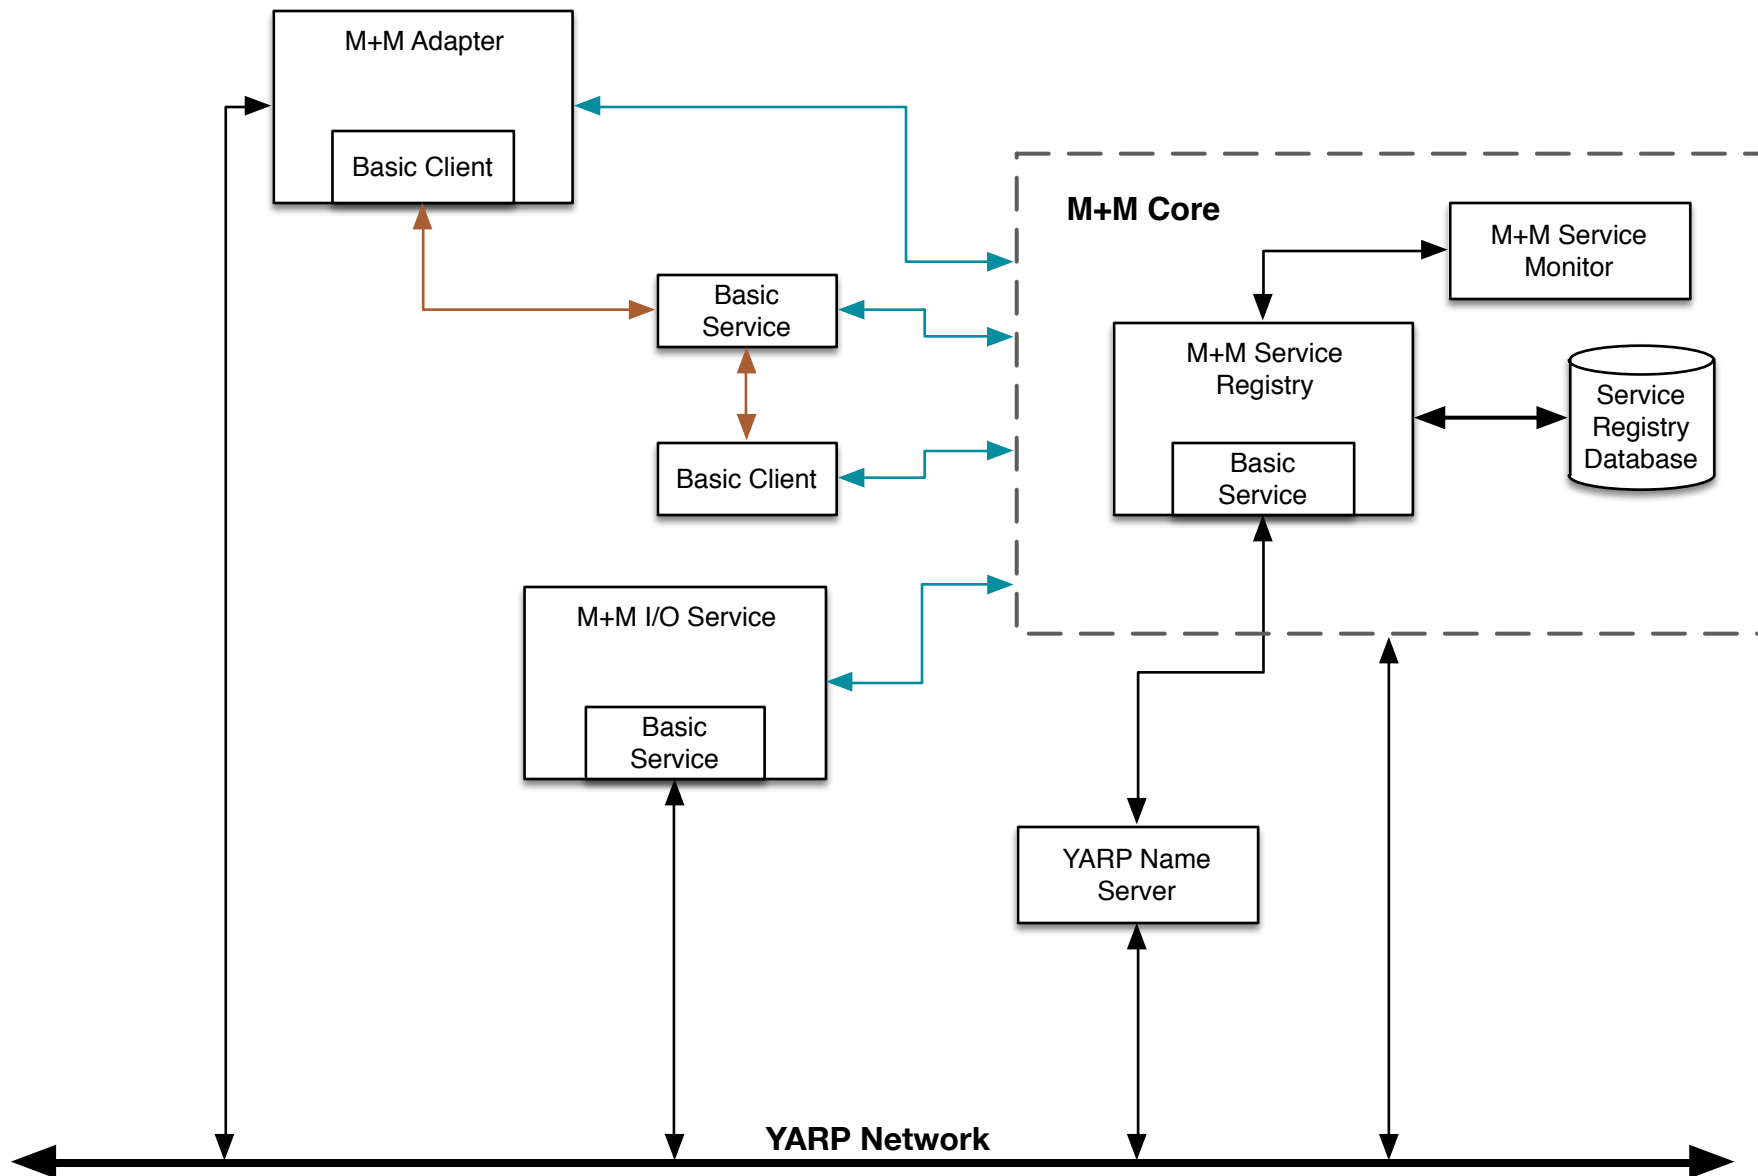 M+M Adapter
Basic Client
M+M Core
M+M Service
Monitor
Basic
Service
M+M Service
Registry
Service
Registry
Database
Basic
Service
Basic Client
M+M I/O Service
Basic
Service
YARP Name
Server
YARP Network